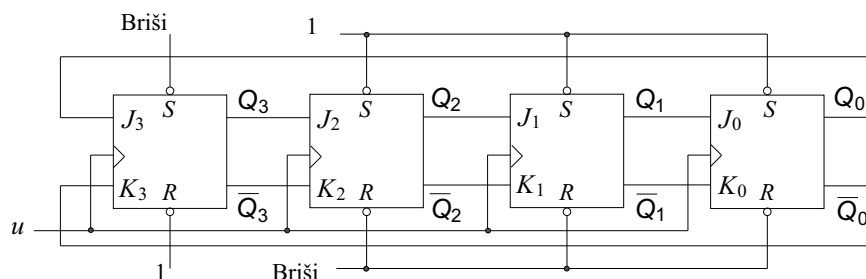 Briši 1
S Q₃ S Q₂ S Q₁ S Q₀
J₃ J₂ J₁ J₀
K₃ R Q̅₃ K₂ R Q̅₂ K₁ R Q̅₁ K₀ R Q̅₀
u
1 Briši